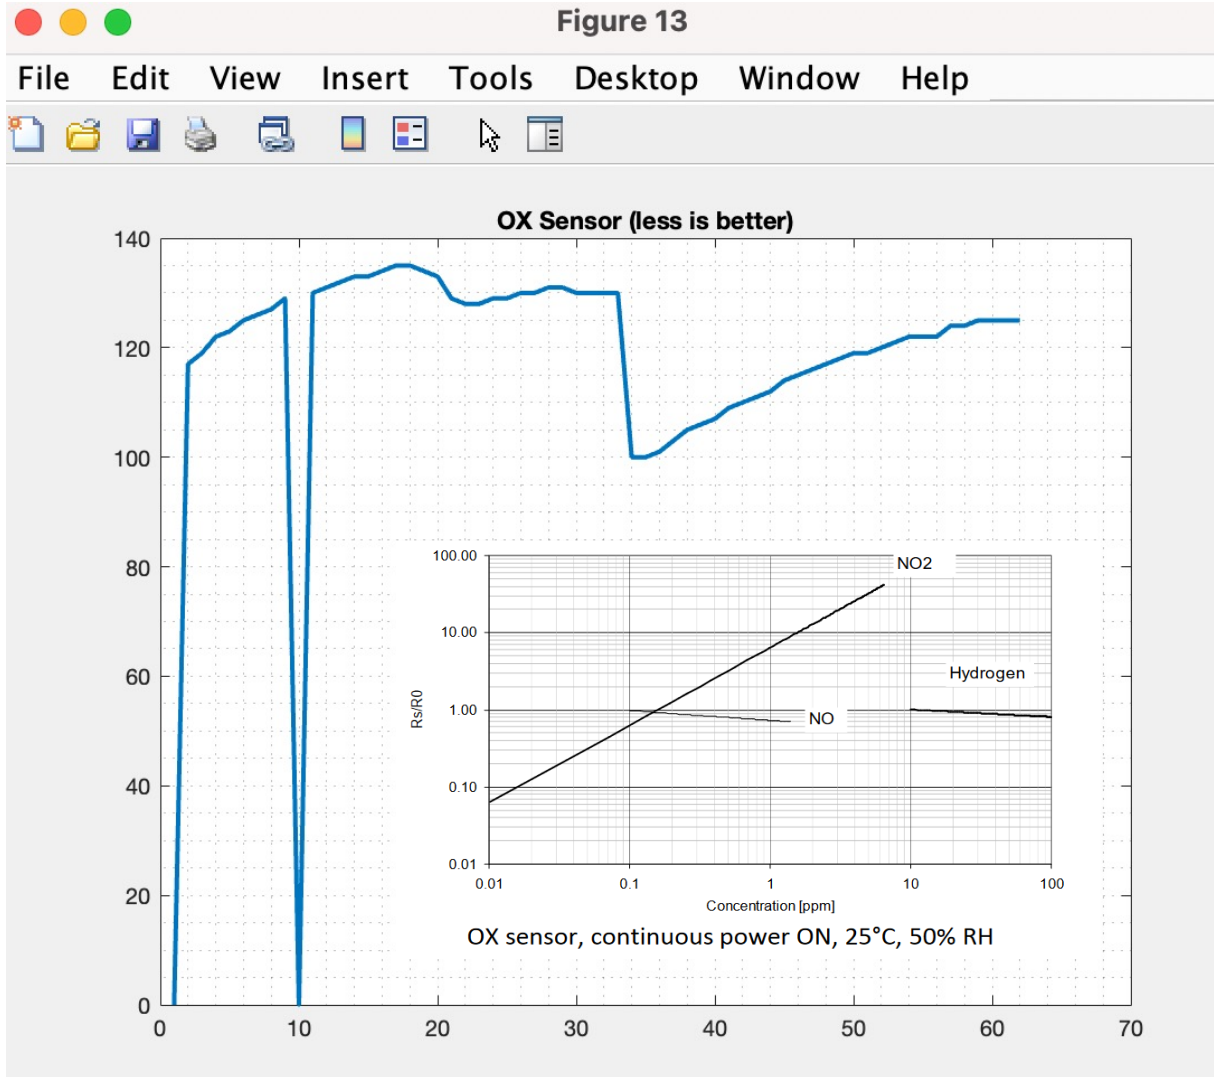 Figure 13
File Edit View Insert Tools Desktop Window Help
OX Sensor (less is better)
140
120
100
80
60
40
20
0
0 10 20 30 40 50 60 70
100.00
10.00
1.00
0.10
0.01
Rs/R0
NO2
Hydrogen
NO
0.01 0.1 1 10 100
Concentration [ppm]
OX sensor, continuous power ON, 25°C, 50% RH